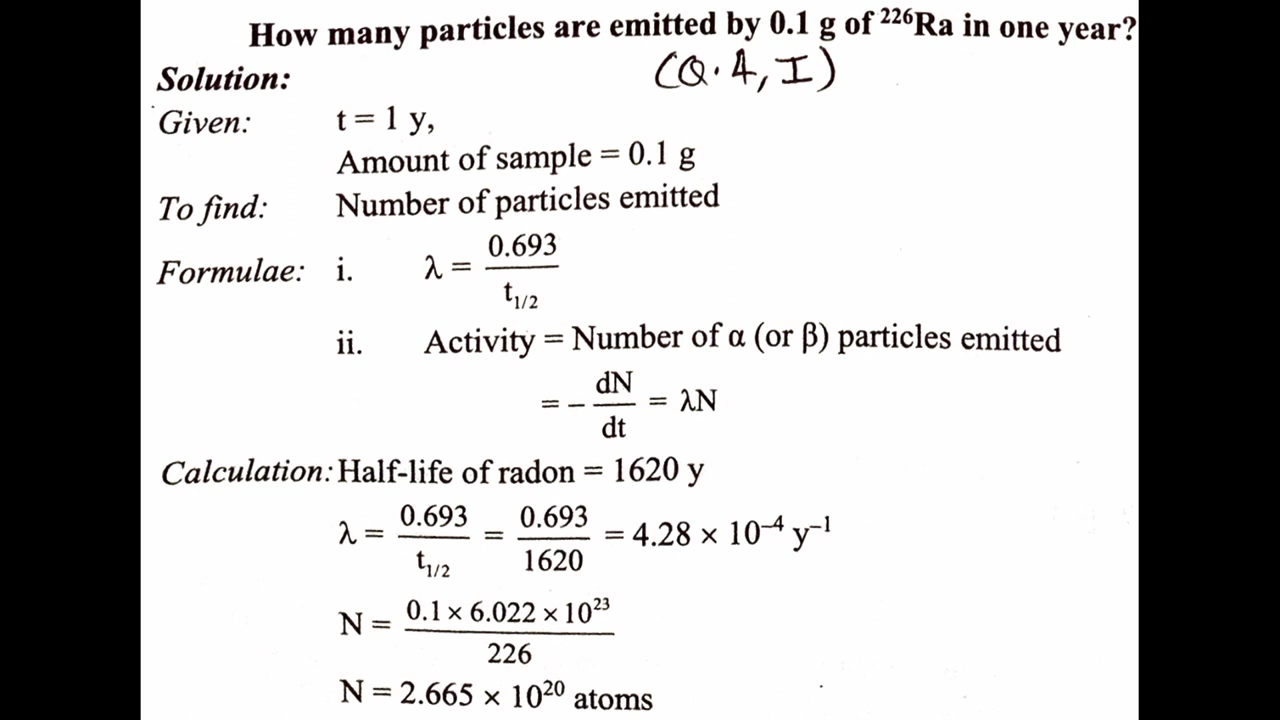 How many particles are emitted by 0.1 g of ²²⁶Ra in one year?
(Q.4, I)
Solution:
Given: t = 1 y,
Amount of sample = 0.1 g
To find: Number of particles emitted
Formulae: i. λ = 0.693 / t₁/₂
ii. Activity = Number of α (or β) particles emitted
= − dN / dt = λN
Calculation: Half-life of radon = 1620 y
λ = 0.693 / t₁/₂ = 0.693 / 1620 = 4.28 × 10⁻⁴ y⁻¹
N = 0.1 × 6.022 × 10²³ / 226
N = 2.665 × 10²⁰ atoms